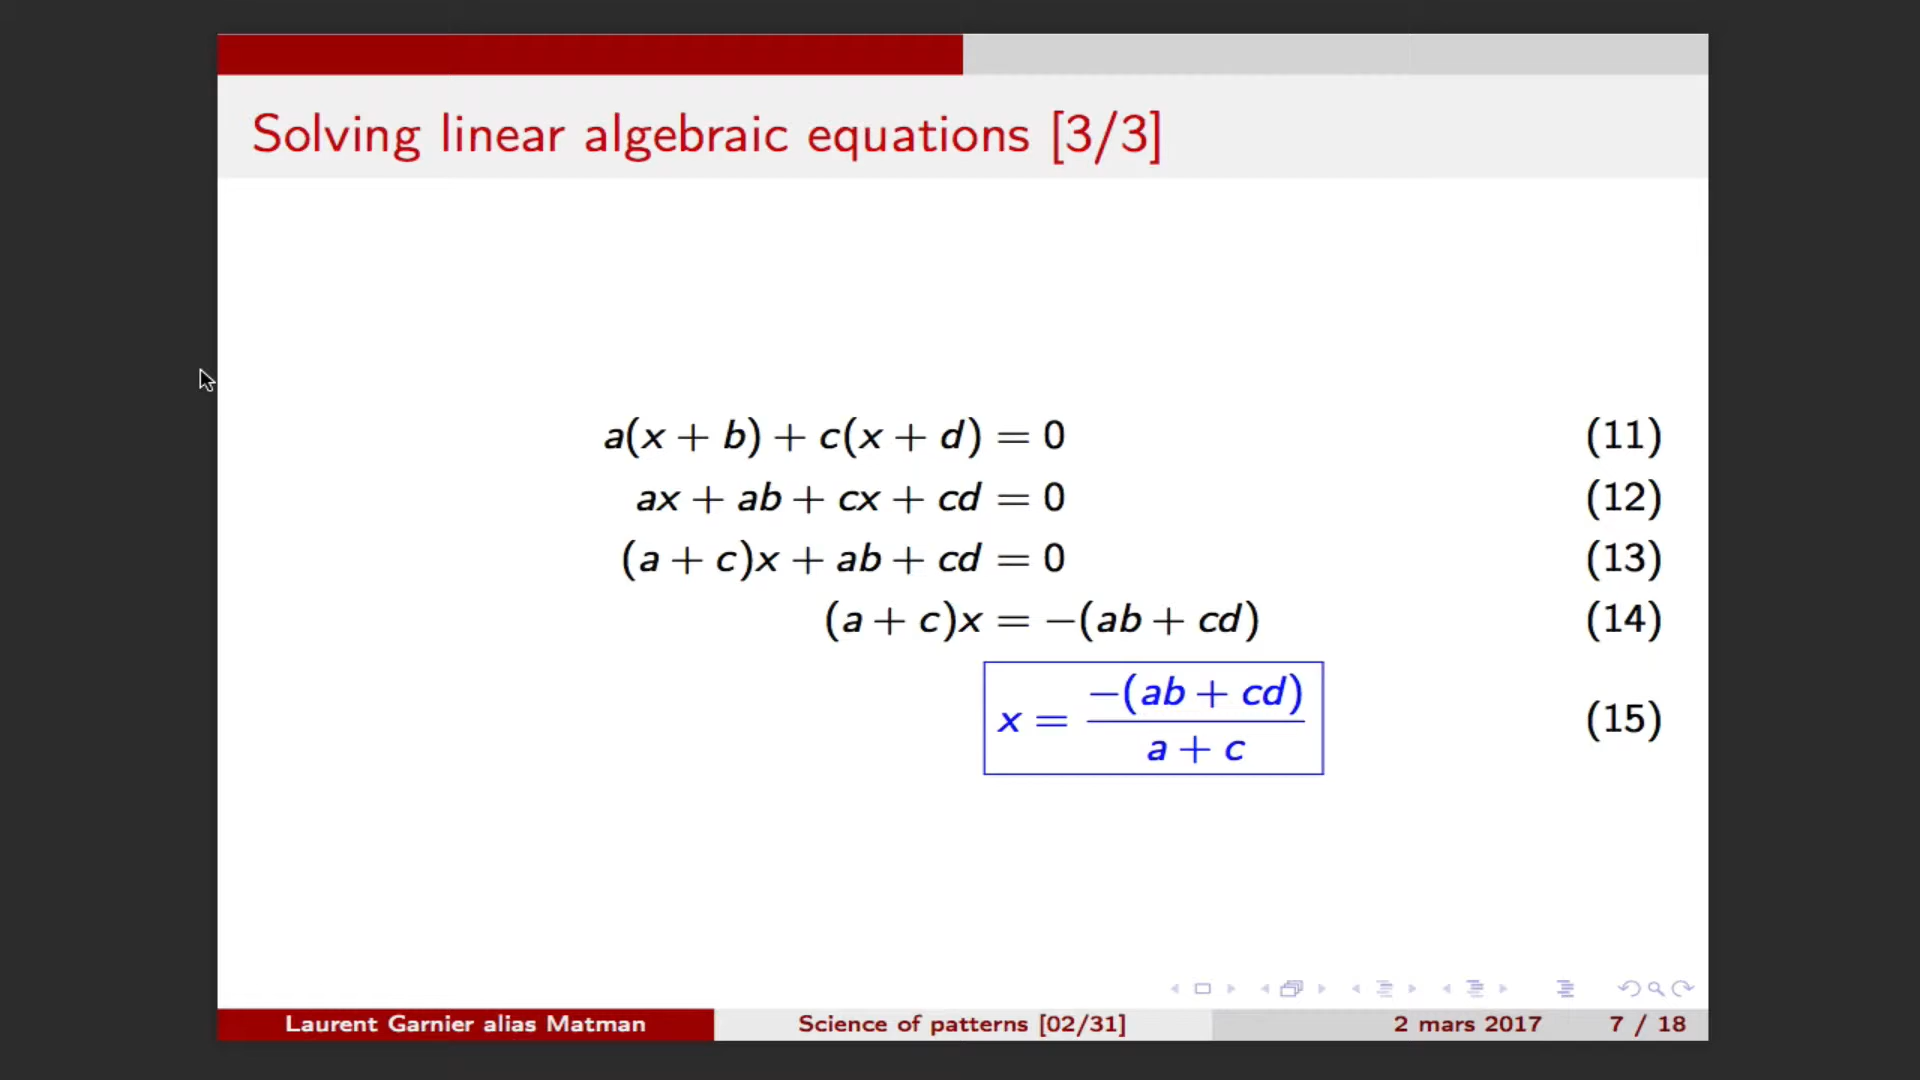 Solving linear algebraic equations [3/3]
a(x + b) + c(x + d) = 0 (11)
ax + ab + cx + cd = 0 (12)
(a + c)x + ab + cd = 0 (13)
(a + c)x = −(ab + cd) (14)
x = −(ab + cd) / a + c (15)
Laurent Garnier alias Matman Science of patterns [02/31] 2 mars 2017 7 / 18